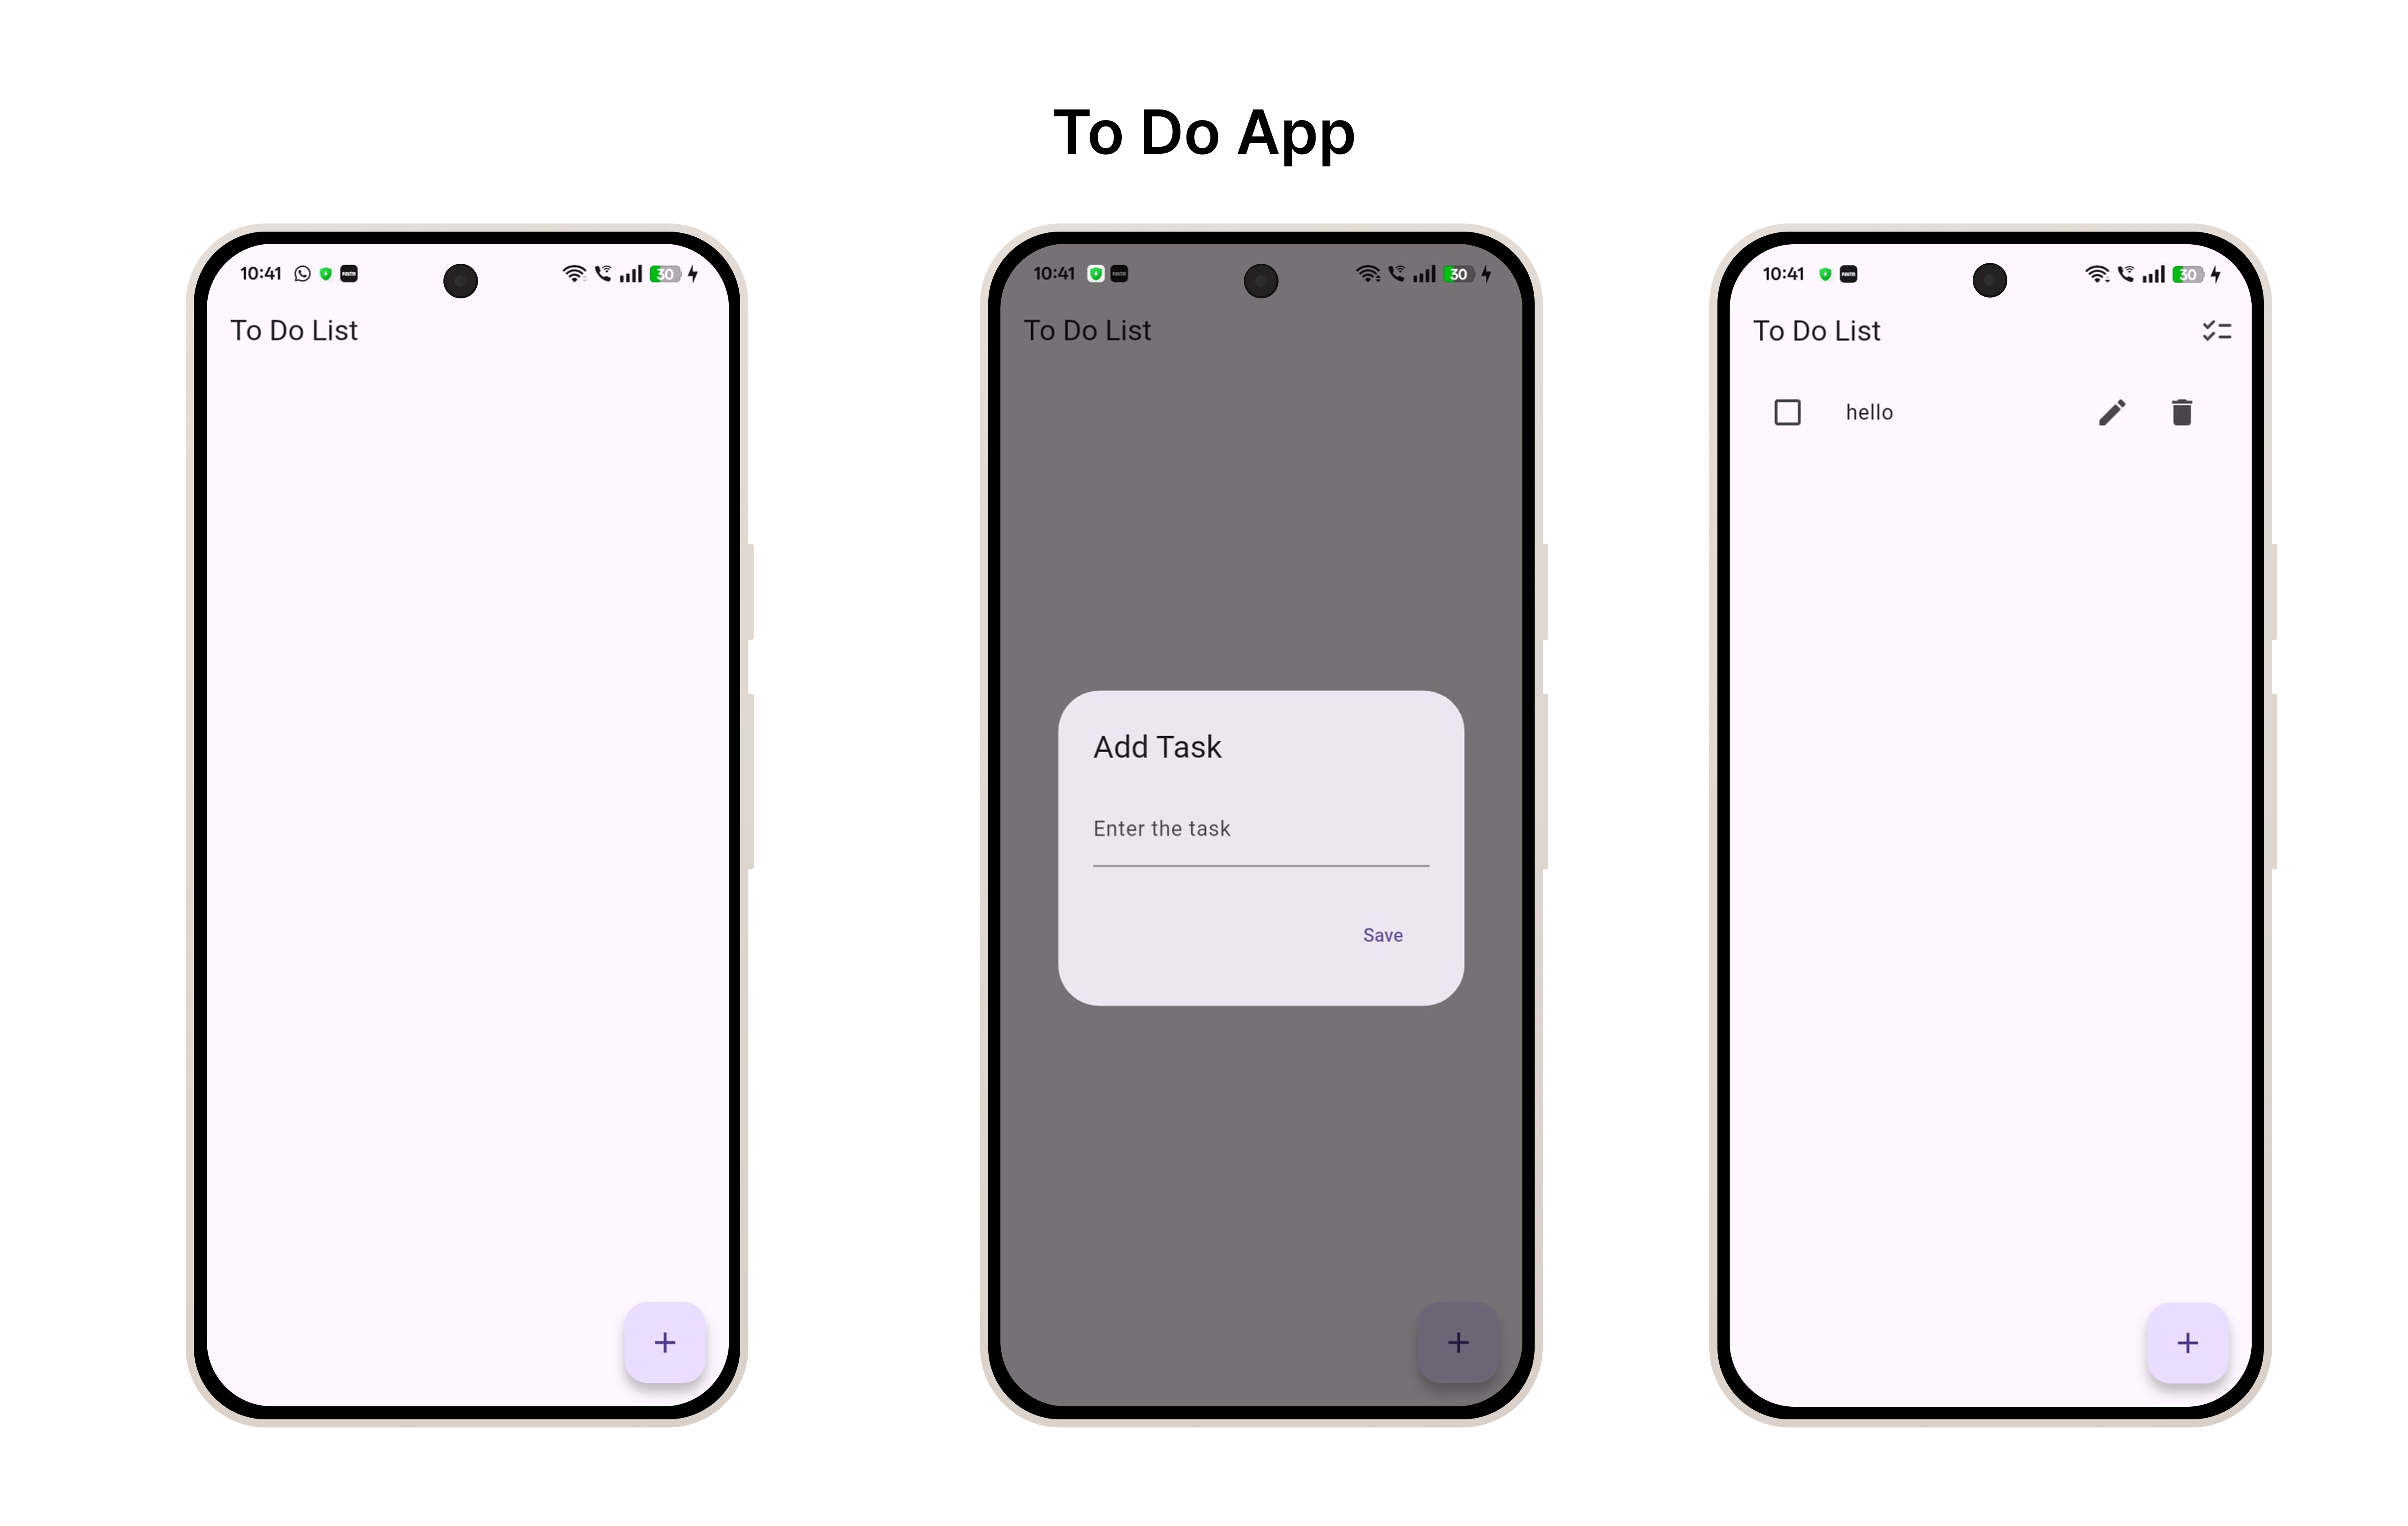 To Do App
10:41
30
To Do List
10:41
30
To Do List
Add Task
Enter the task
Save
10:41
30
To Do List
hello